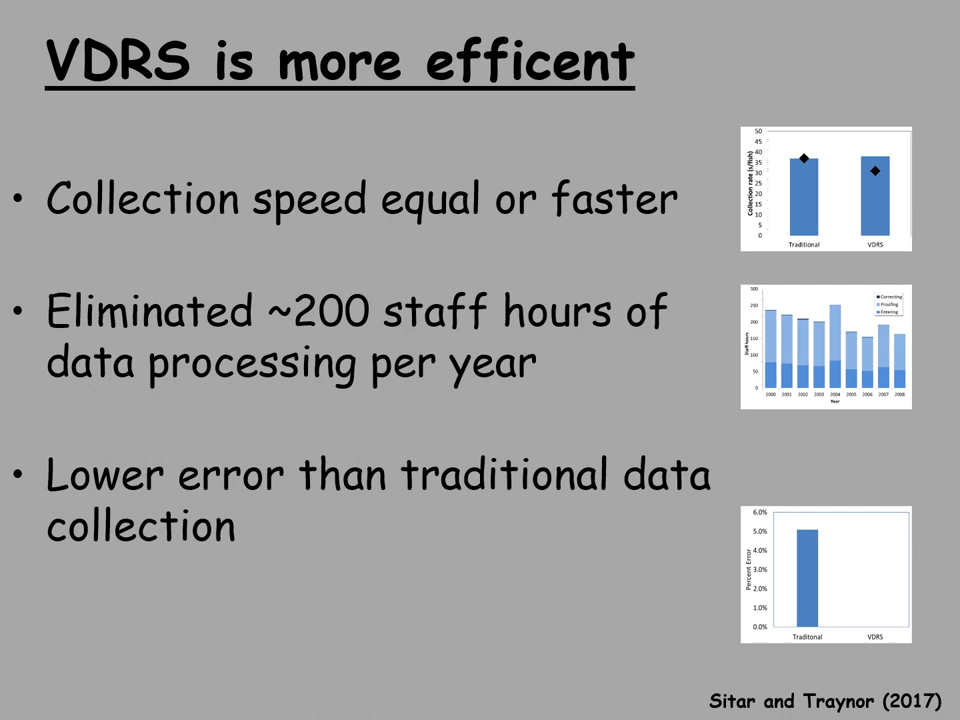 VDRS is more efficent
• Collection speed equal or faster
• Eliminated ~200 staff hours of
data processing per year
• Lower error than traditional data
collection
50
45
40
35
30
25
20
15
10
5
0
Collection rate (s/fish)
Traditional VDRS
300
250
200
150
100
50
0
Staff hours
Correcting
Proofing
Entering
2000 2001 2002 2003 2004 2005 2006 2007 2008
Year
6.0%
5.0%
4.0%
3.0%
2.0%
1.0%
0.0%
Percent Error
Traditonal VDRS
Sitar and Traynor (2017)